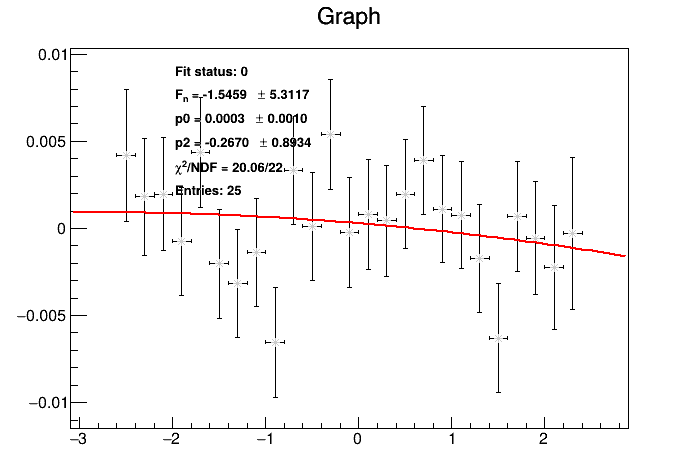 Graph
Fit status: 0
Fn = -1.5459 ± 5.3117
p0 = 0.0003 ± 0.0010
p2 = -0.2670 ± 0.8934
χ²/NDF = 20.06/22
Entries: 25
0.01
0.005
0
−0.005
−0.01
−3 −2 −1 0 1 2